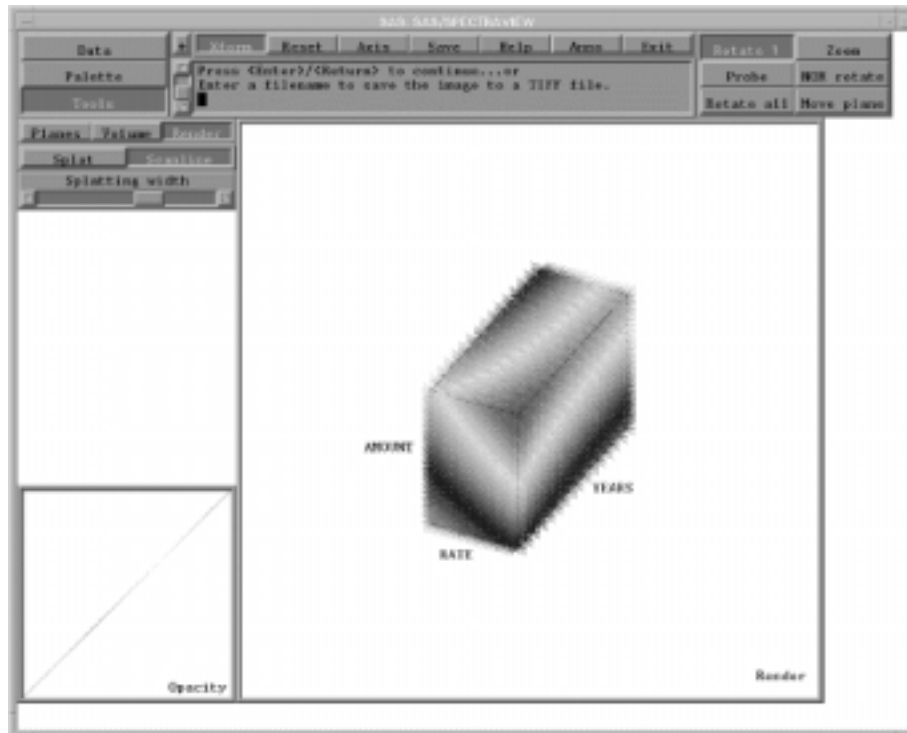 SAS: SAS/SPECTRAVIEW
Data
Palette
Tools
+ Xform Reset Axis Save Help Anno Exit
Press <Enter>/<Return> to continue...or
Enter a filename to save the image to a TIFF file.
Rotate 1 Zoom
Probe NOR rotate
Rotate all Move plane
Planes Volume Render
Splat Scanline
Splatting width
AMOUNT
YEARS
RATE
Render
Opacity